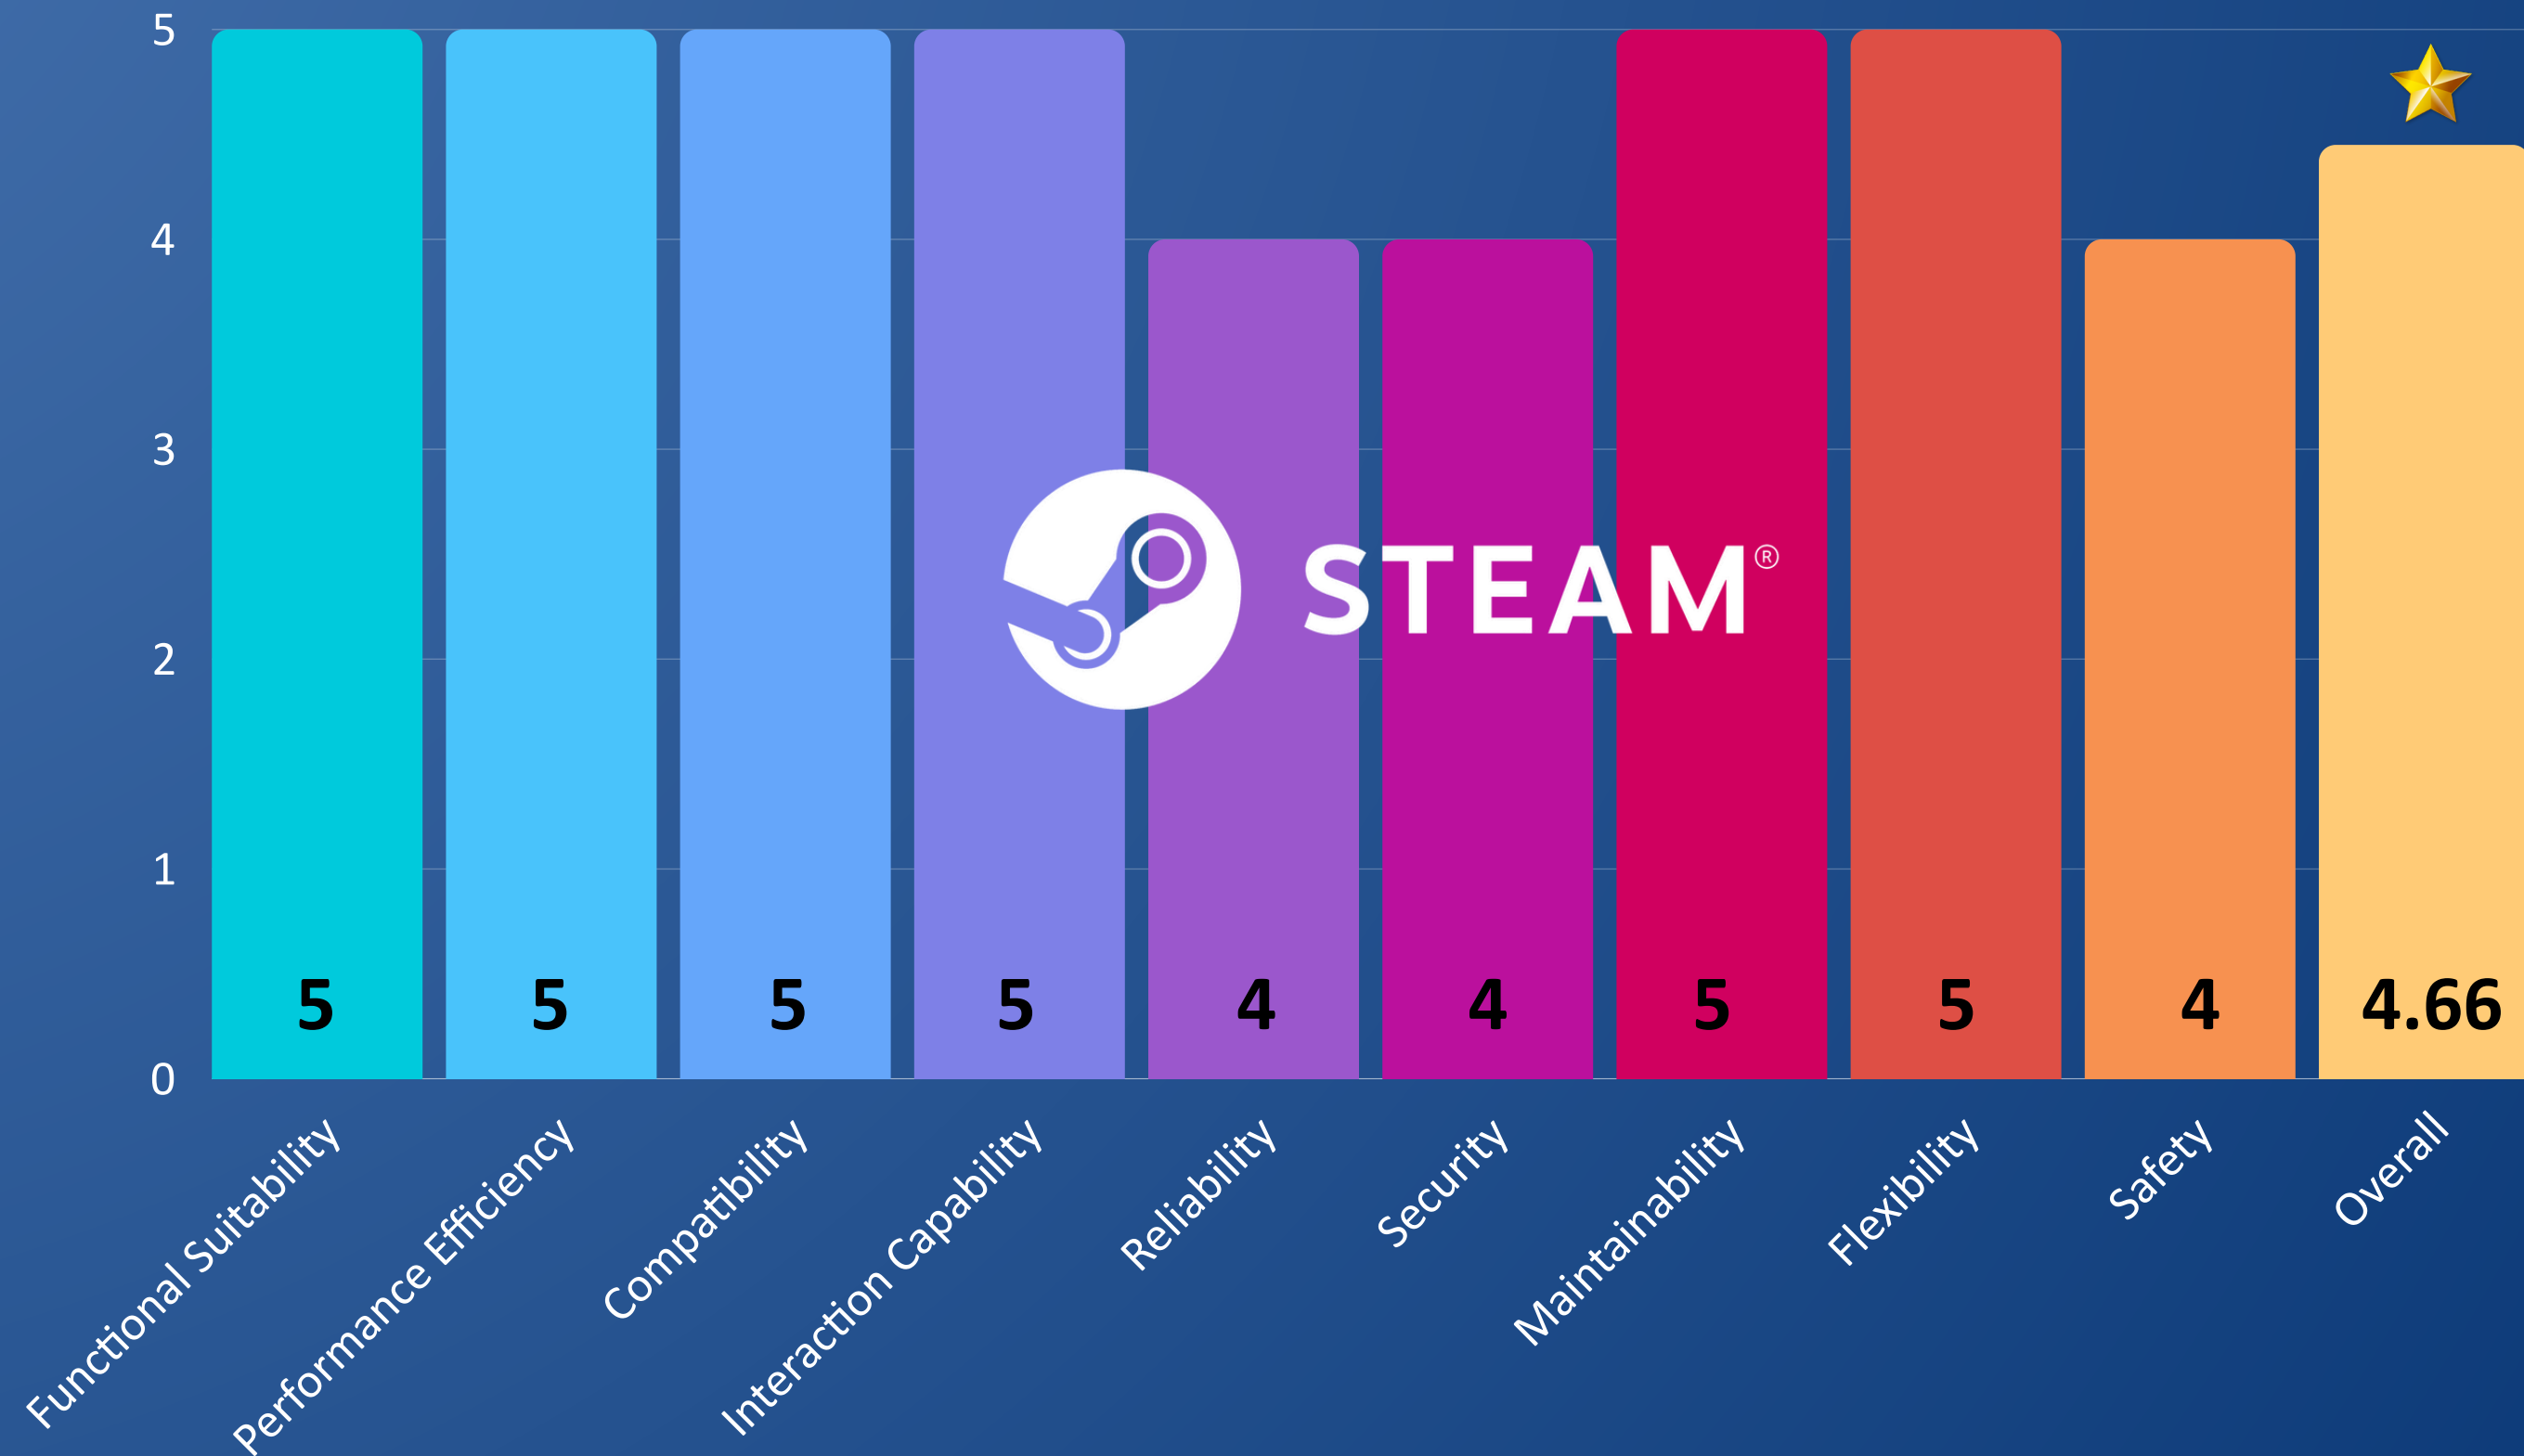 5
4
3
2
1
0
STEAM®
5 5 5 5 4 4 5 5 4 4.66
Functional Suitability
Performance Efficiency
Compatibility
Interaction Capability
Reliability
Security
Maintainability
Flexibility
Safety
Overall